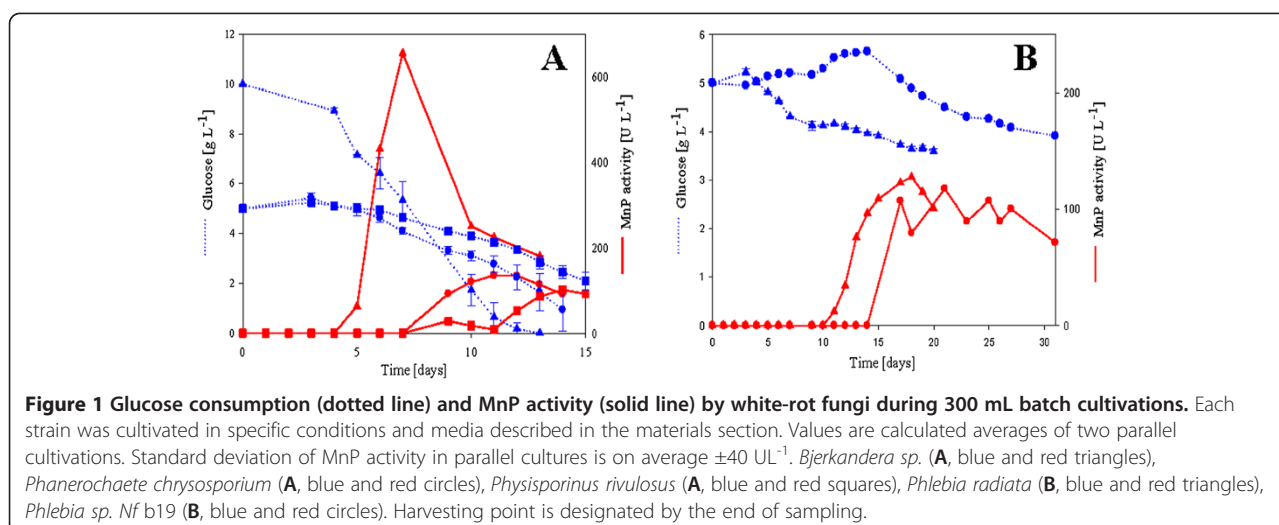 12
10
8
6
4
2
0
Glucose [g L-1]
A
600
400
200
0
MnP activity [U L-1]
0
5
10
15
Time [days]
6
5
4
3
2
1
0
Glucose [g L-1]
B
200
100
0
MnP activity [U L-1]
0
5
10
15
20
25
30
Time [days]
Figure 1 Glucose consumption (dotted line) and MnP activity (solid line) by white-rot fungi during 300 mL batch cultivations. Each
strain was cultivated in specific conditions and media described in the materials section. Values are calculated averages of two parallel
cultivations. Standard deviation of MnP activity in parallel cultures is on average ±40 UL-1. Bjerkandera sp. (A, blue and red triangles),
Phanerochaete chrysosporium (A, blue and red circles), Physisporinus rivulosus (A, blue and red squares), Phlebia radiata (B, blue and red triangles),
Phlebia sp. Nf b19 (B, blue and red circles). Harvesting point is designated by the end of sampling.